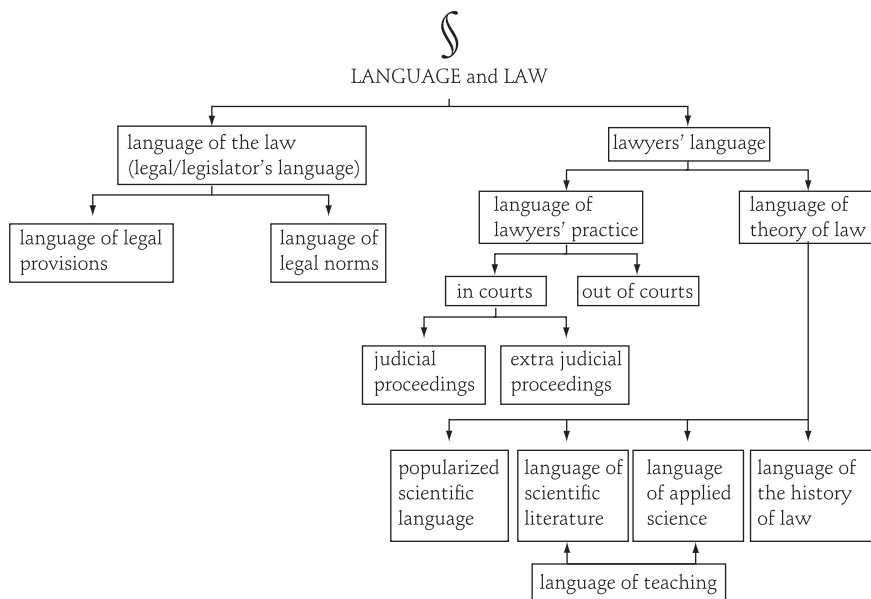 §
LANGUAGE and LAW
language of the law
(legal/legislator's language)
lawyers' language
language of legal
provisions
language of
legal norms
language of
lawyers' practice
language of
theory of law
in courts
out of courts
judicial
proceedings
extra judicial
proceedings
popularized
scientific
language
language of
scientific
literature
language
of applied
science
language of
the history
of law
language of teaching